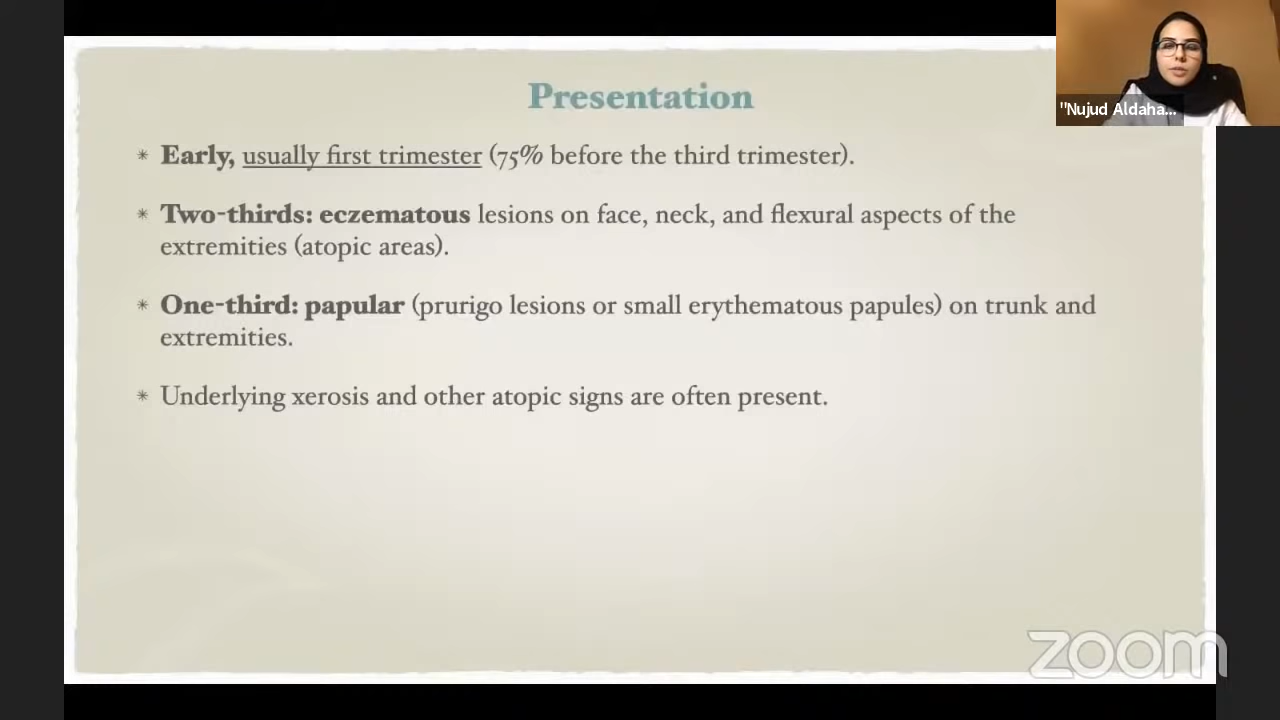 Presentation
"Nujud Aldaha...
* Early, usually first trimester (75% before the third trimester).
* Two-thirds: eczematous lesions on face, neck, and flexural aspects of the
extremities (atopic areas).
* One-third: papular (prurigo lesions or small erythematous papules) on trunk and
extremities.
* Underlying xerosis and other atopic signs are often present.
zoom